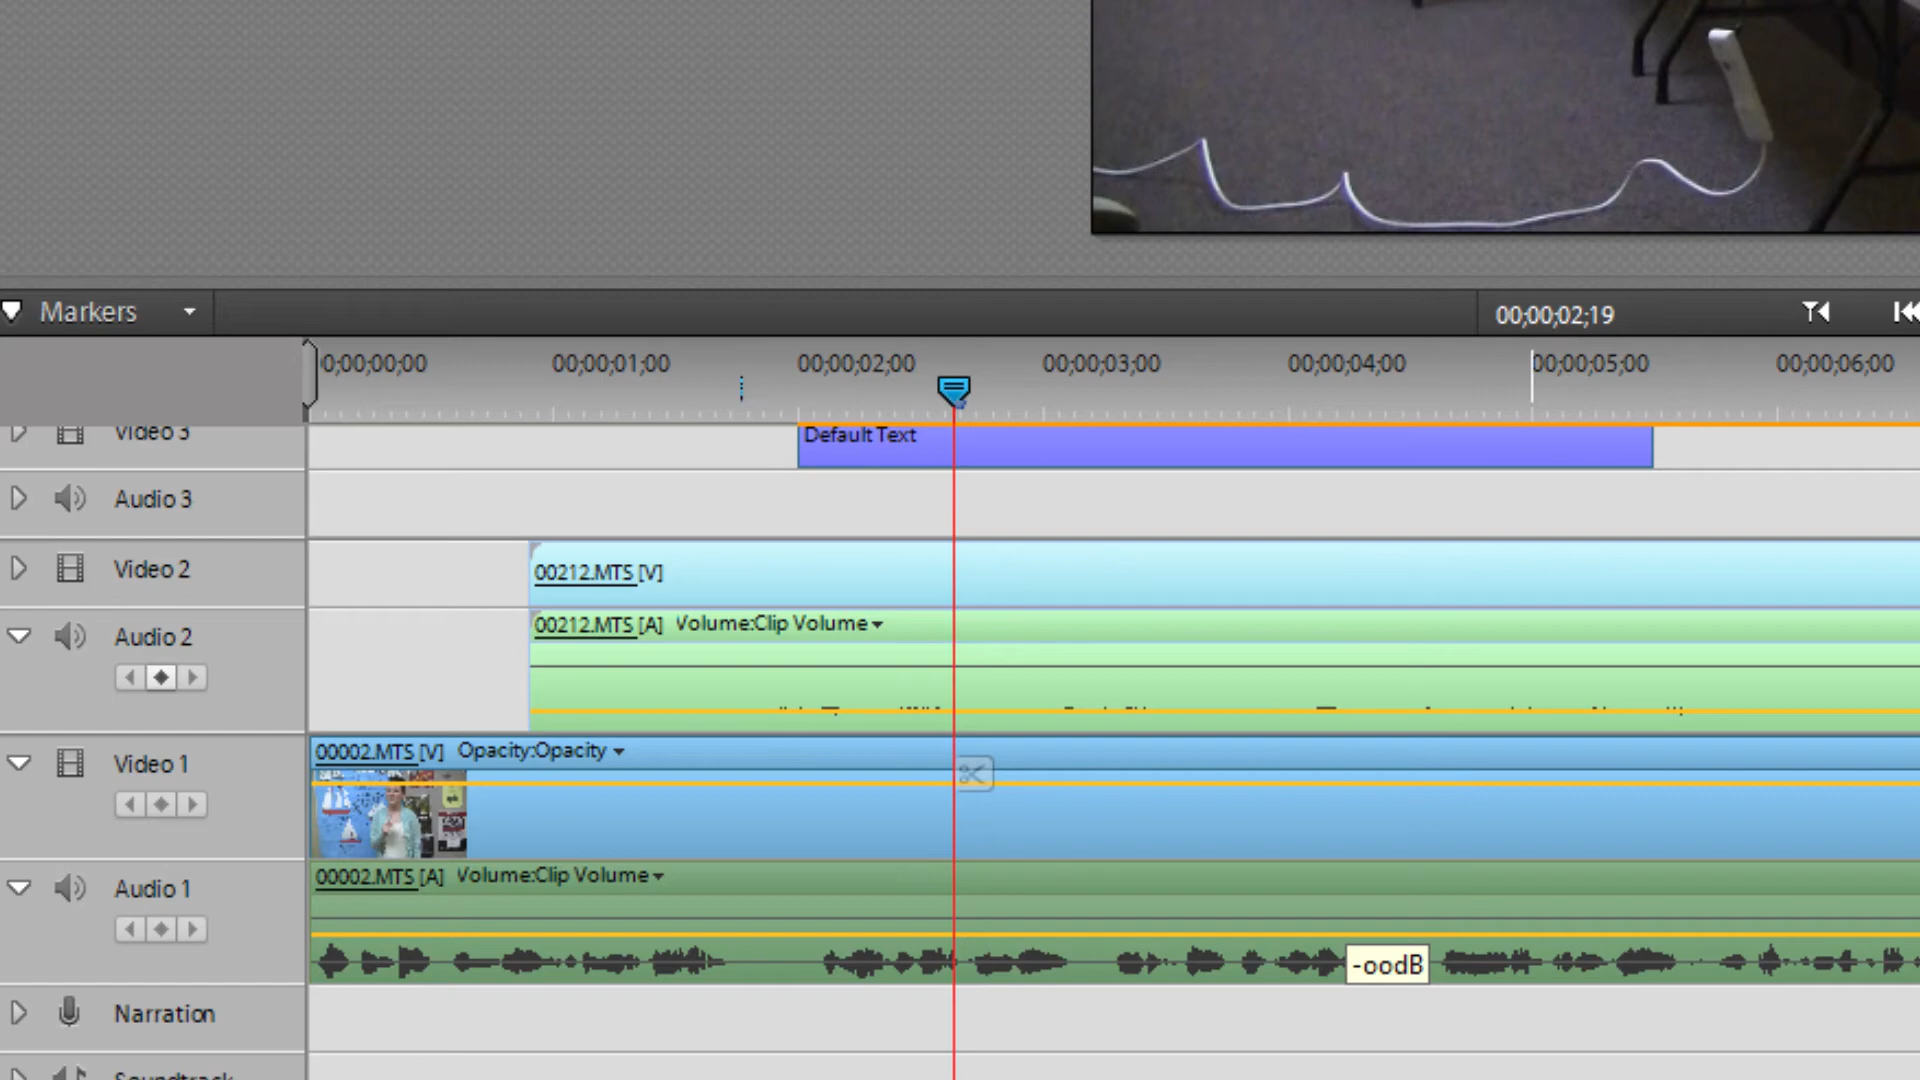 Markers
00;00;02;19
0;00;00;00 00;00;01;00 00;00;02;00 00;00;03;00 00;00;04;00 00;00;05;00 00;00;06;00
Video 3
Default Text
Audio 3
Video 2
00212.MTS [V]
Audio 2
00212.MTS [A] Volume:Clip Volume
Video 1
00002.MTS [V] Opacity:Opacity
Audio 1
00002.MTS [A] Volume:Clip Volume
-oodB
Narration
Soundtrack